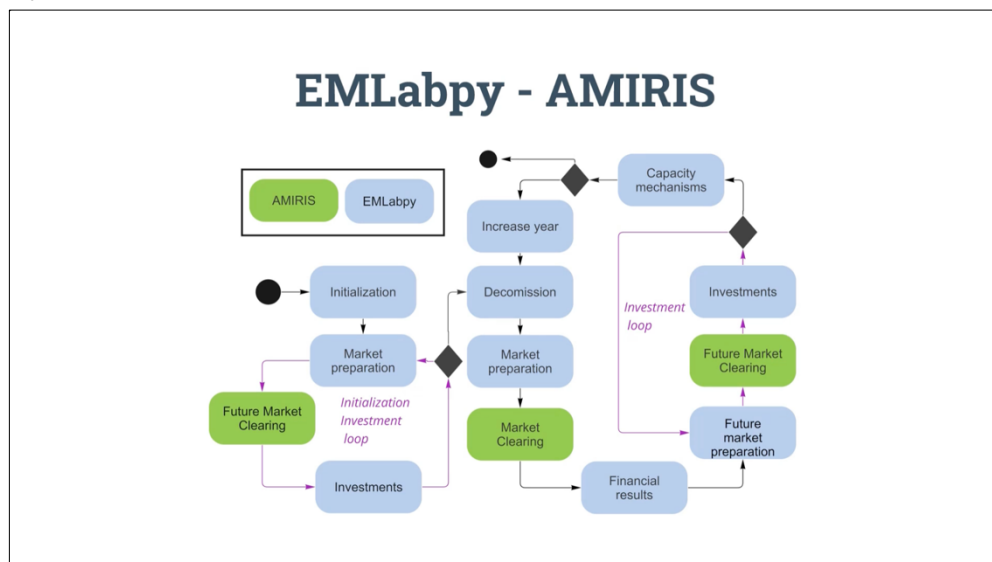 EMLabpy - AMIRIS
AMIRIS
EMLabpy
Capacity
mechanisms
Increase year
Initialization
Decomission
Investments
Investment
loop
Market
preparation
Market
preparation
Future Market
Clearing
Initialization
Investment
loop
Future Market
Clearing
Market
Clearing
Future
market
preparation
Investments
Financial
results